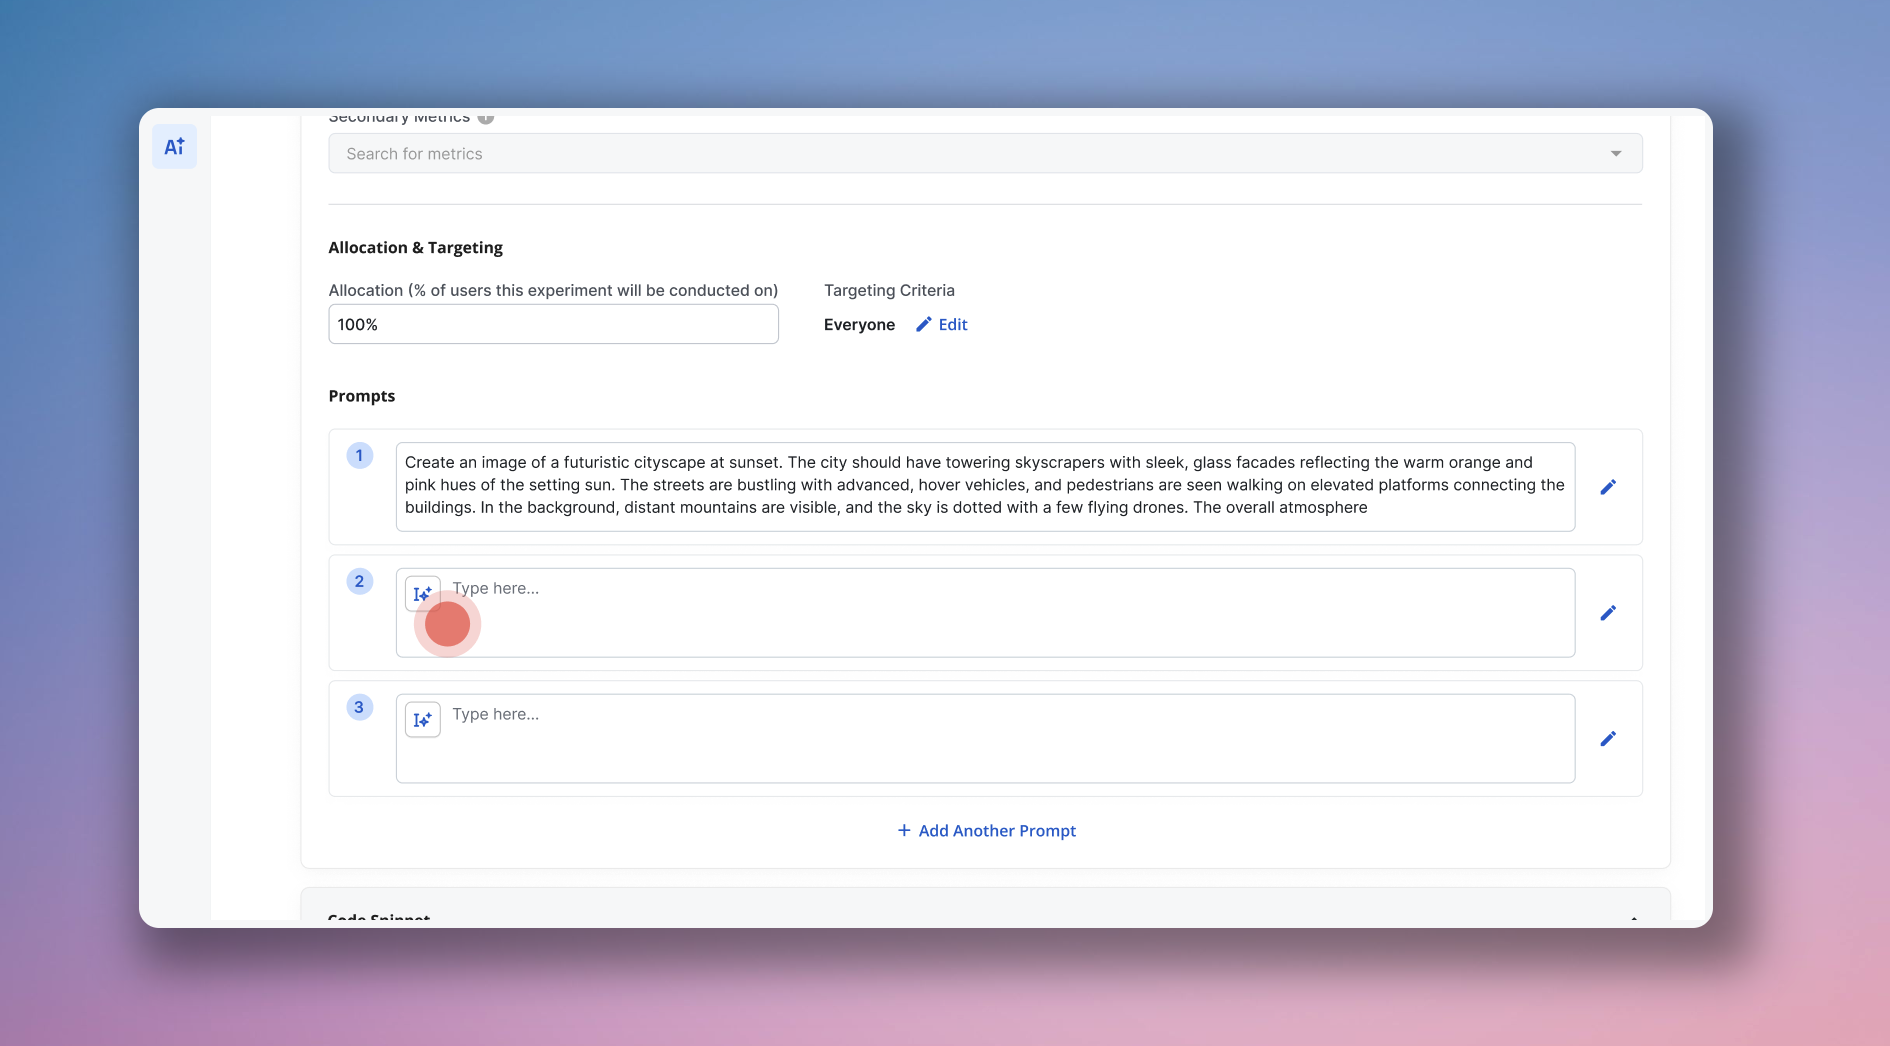 Secondary Metrics
Search for metrics
Allocation & Targeting
Allocation (% of users this experiment will be conducted on)
Targeting Criteria
100%
Everyone
Edit
Prompts
1
Create an image of a futuristic cityscape at sunset. The city should have towering skyscrapers with sleek, glass facades reflecting the warm orange and
pink hues of the setting sun. The streets are bustling with advanced, hover vehicles, and pedestrians are seen walking on elevated platforms connecting the
buildings. In the background, distant mountains are visible, and the sky is dotted with a few flying drones. The overall atmosphere
2
Type here...
3
Type here...
+ Add Another Prompt
Code Snippet